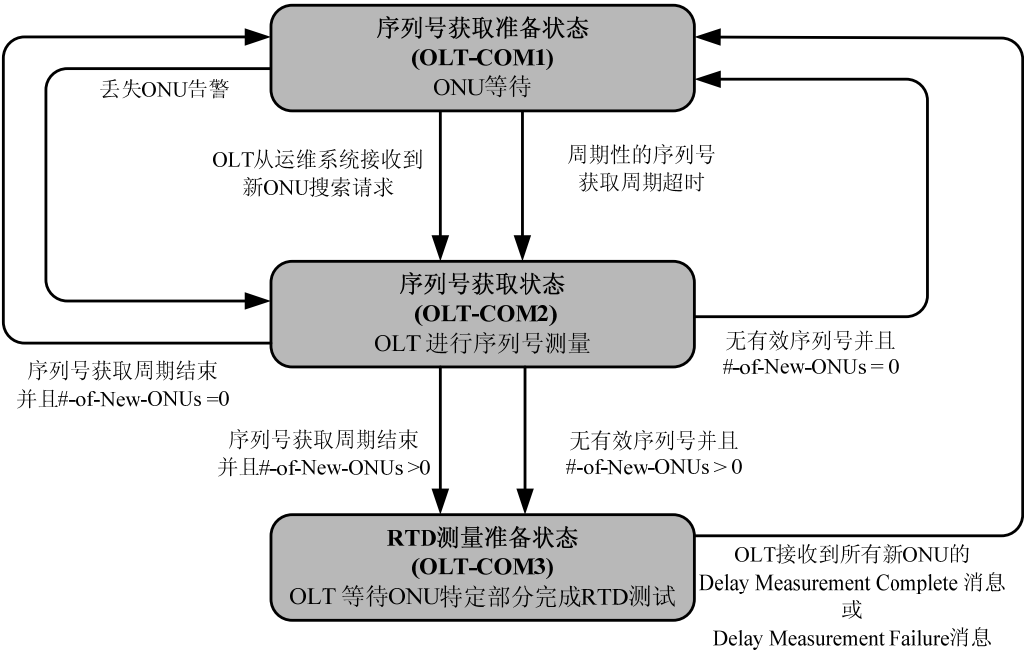 序列号获取准备状态
(OLT-COM1)
ONU等待
丢失ONU告警
OLT从运维系统接收到
新ONU搜索请求
周期性的序列号
获取周期超时
序列号获取状态
(OLT-COM2)
OLT 进行序列号测量
无有效序列号并且
#-of-New-ONUs = 0
序列号获取周期结束
并且#-of-New-ONUs =0
序列号获取周期结束
并且#-of-New-ONUs >0
无有效序列号并且
#-of-New-ONUs > 0
RTD测量准备状态
(OLT-COM3)
OLT 等待ONU特定部分完成RTD测试
OLT接收到所有新ONU的
Delay Measurement Complete 消息
或
Delay Measurement Failure消息